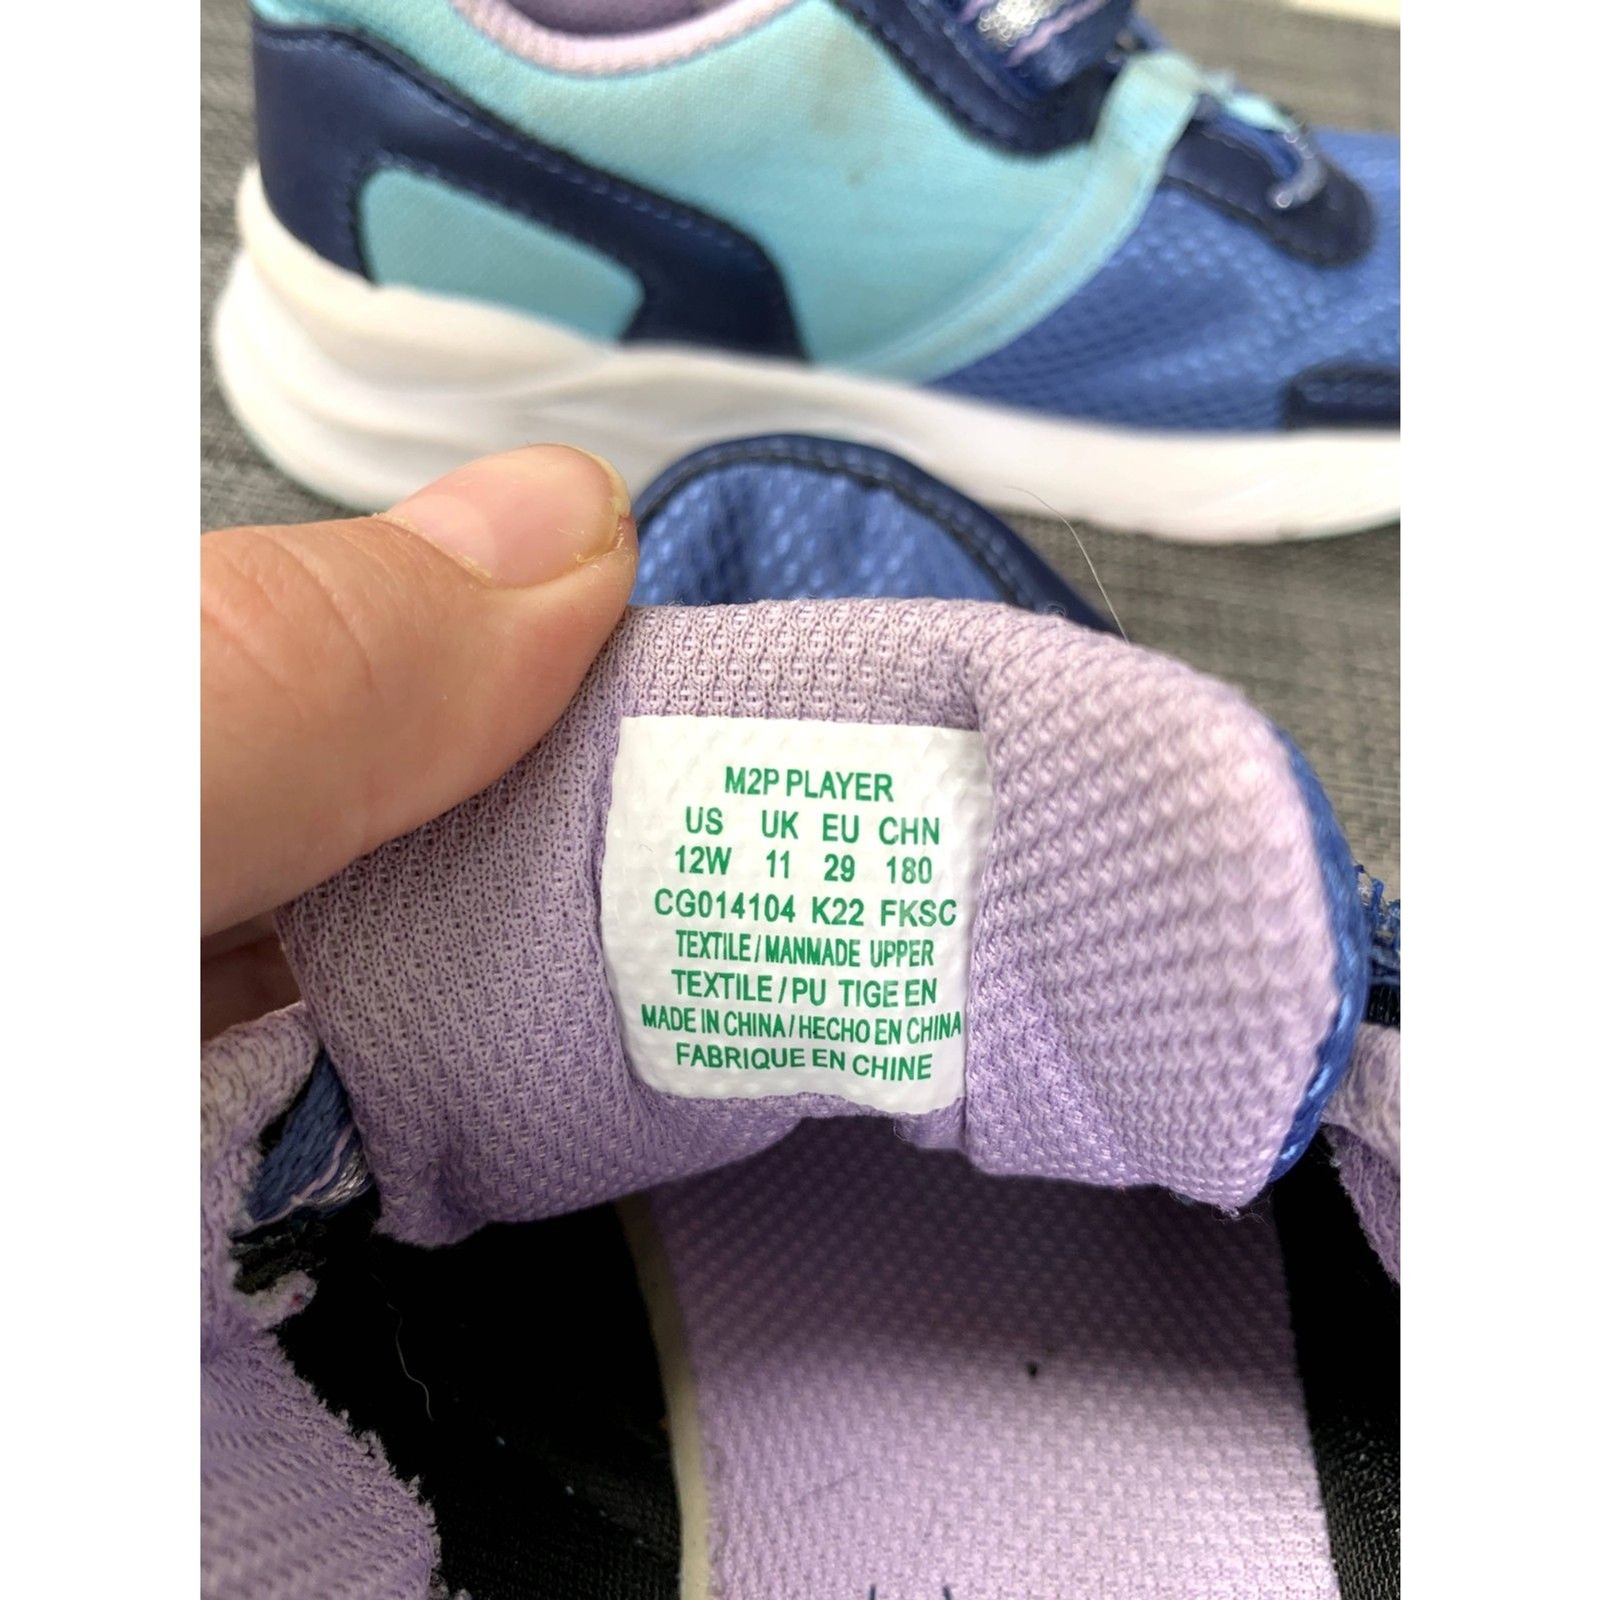 M2P PLAYER
US UK EU CHN
12W 11 29 180
CG014104 K22 FKSC
TEXTILE/MANMADE UPPER
TEXTILE/PU TIGE EN
MADE IN CHINA/HECHO EN CHINA
FABRIQUE EN CHINE